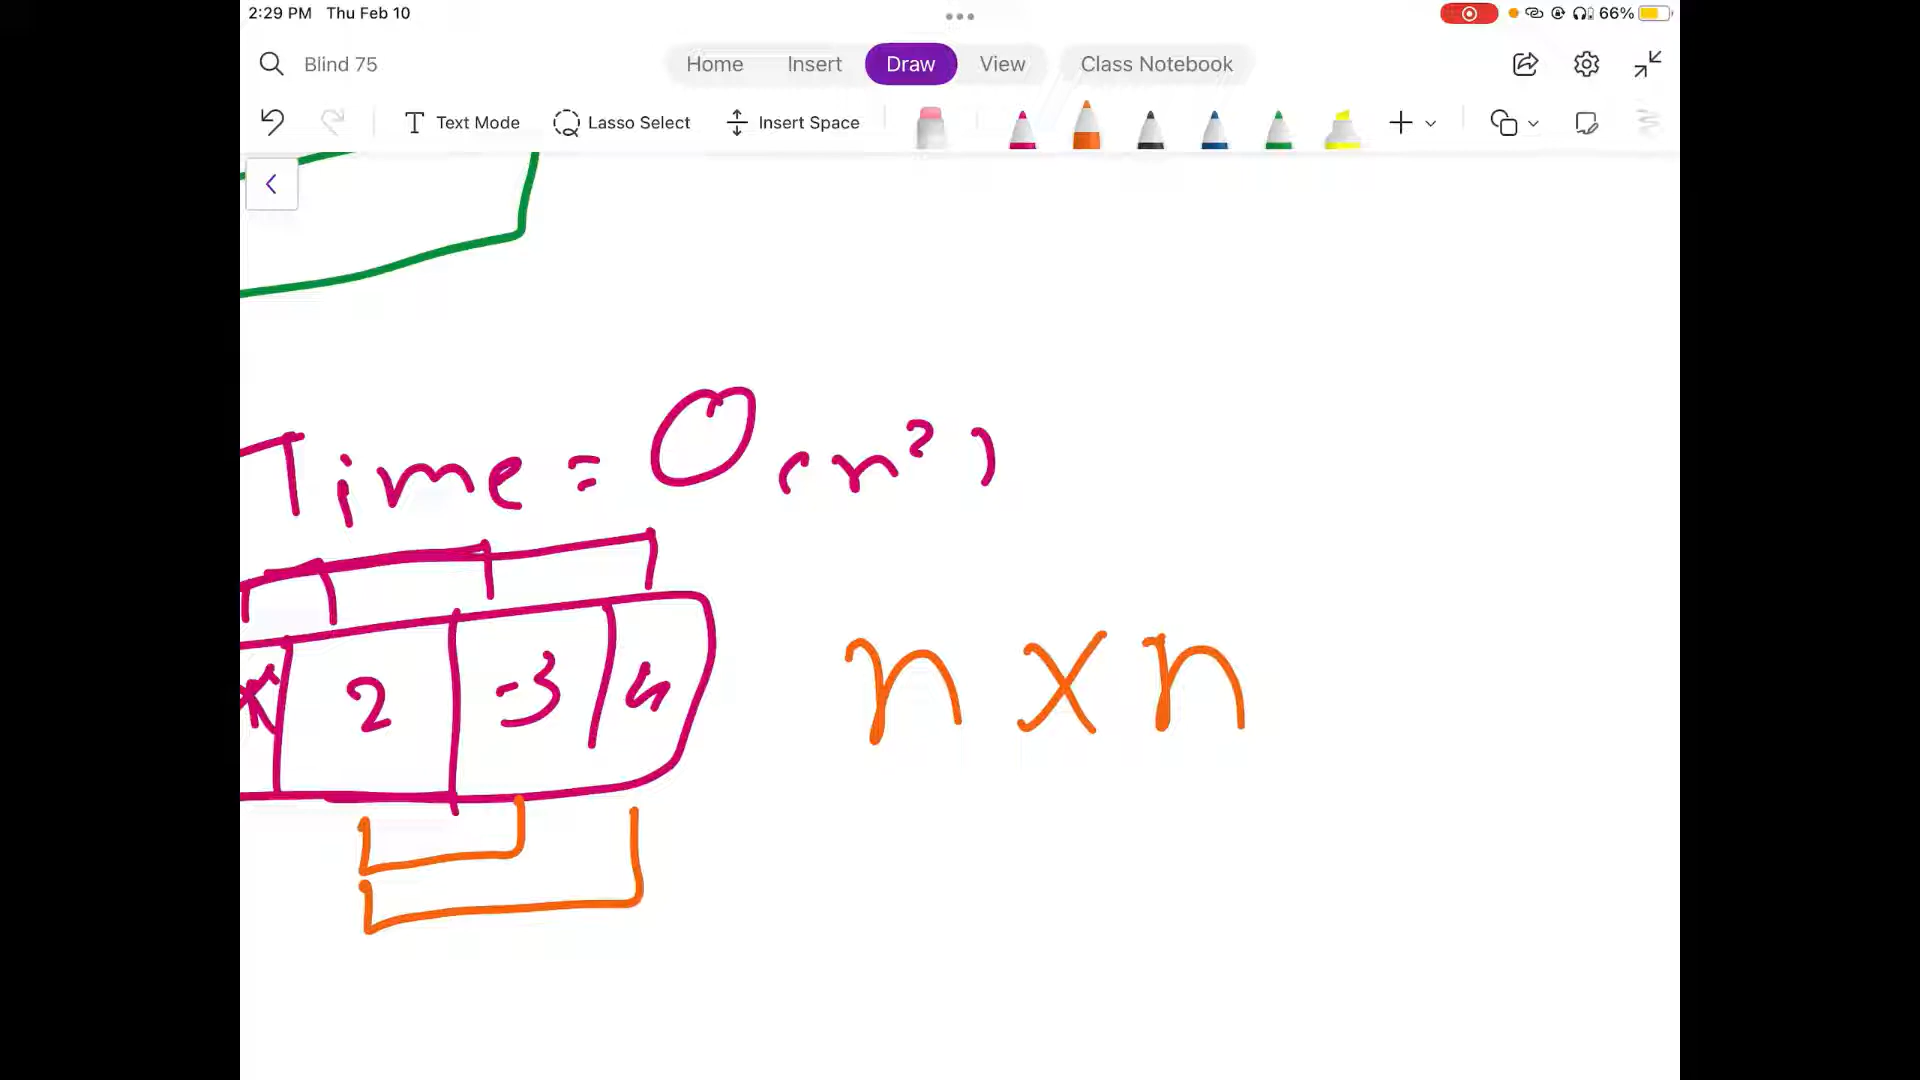 2:29 PM Thu Feb 10 66%
Blind 75 Home Insert Draw View Class Notebook
T Text Mode Lasso Select Insert Space
Time = O(n²)
2 -3 4
n x n